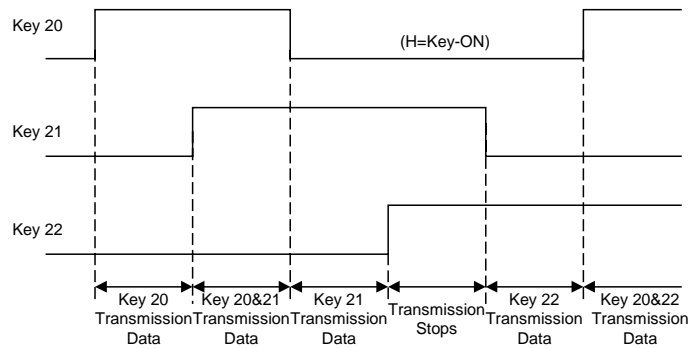 Key 20
(H=Key-ON)
Key 21
Key 22
Key 20
Transmission
Data
Key 20&21
Transmission
Data
Key 21
Transmission
Data
Transmission
Stops
Key 22
Transmission
Data
Key 20&22
Transmission
Data